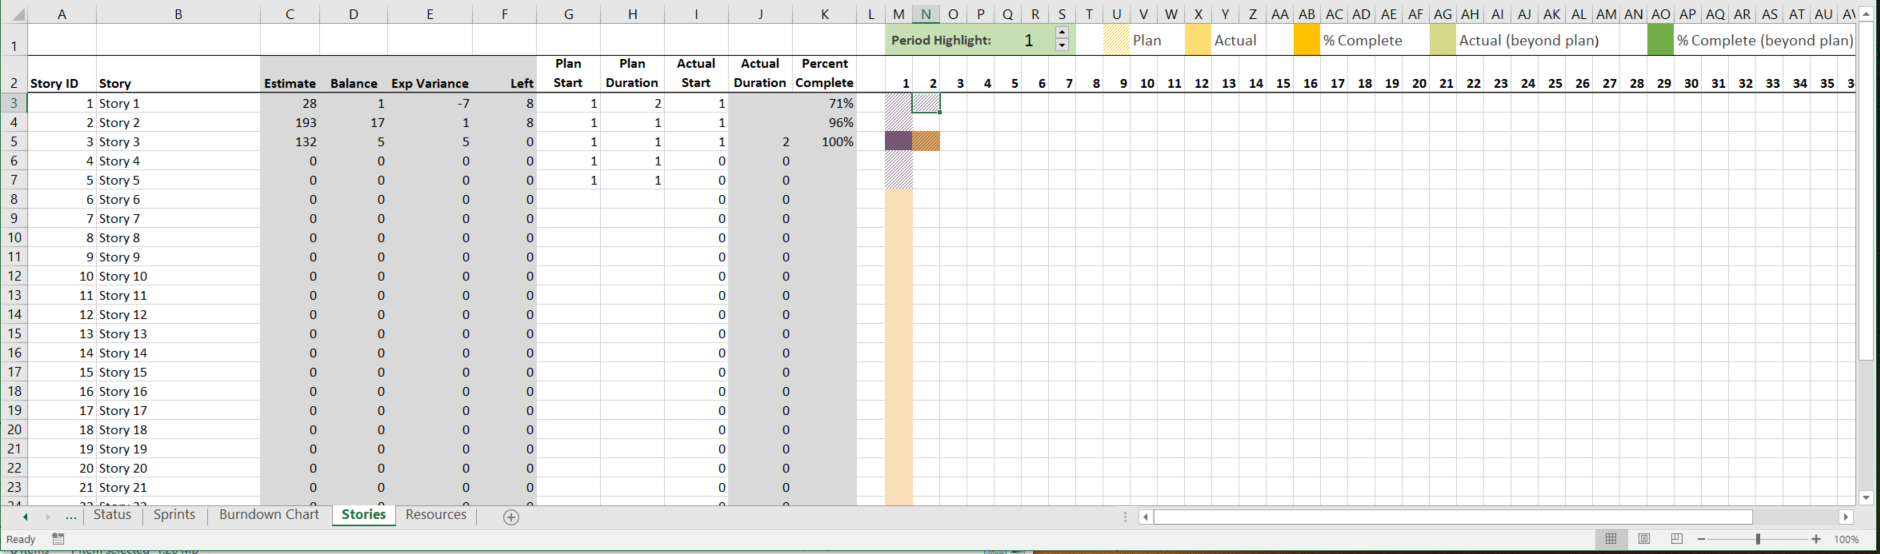 A B C D E F G H I J K L M N O P Q R S T U V W X Y Z AA AB AC AD AE AF AG AH AI AJ AK AL AM AN AO AP AQ AR AS AT AU AV
1 Period Highlight: 1 Plan Actual % Complete Actual (beyond plan) % Complete (beyond plan)
Plan Plan Actual Actual Percent
2 Story ID Story Estimate Balance Exp Variance Left Start Duration Start Duration Complete 1 2 3 4 5 6 7 8 9 10 11 12 13 14 15 16 17 18 19 20 21 22 23 24 25 26 27 28 29 30 31 32 33 34 35 3
3 1 Story 1 28 1 -7 8 1 2 1 71%
4 2 Story 2 193 17 1 8 1 1 1 96%
5 3 Story 3 132 5 5 0 1 1 1 2 100%
6 4 Story 4 0 0 0 0 1 1 0 0
7 5 Story 5 0 0 0 0 1 1 0 0
8 6 Story 6 0 0 0 0 0 0
9 7 Story 7 0 0 0 0 0 0
10 8 Story 8 0 0 0 0 0 0
11 9 Story 9 0 0 0 0 0 0
12 10 Story 10 0 0 0 0 0 0
13 11 Story 11 0 0 0 0 0 0
14 12 Story 12 0 0 0 0 0 0
15 13 Story 13 0 0 0 0 0 0
16 14 Story 14 0 0 0 0 0 0
17 15 Story 15 0 0 0 0 0 0
18 16 Story 16 0 0 0 0 0 0
19 17 Story 17 0 0 0 0 0 0
20 18 Story 18 0 0 0 0 0 0
21 19 Story 19 0 0 0 0 0 0
22 20 Story 20 0 0 0 0 0 0
23 21 Story 21 0 0 0 0 0 0
... Status Sprints Burndown Chart Stories Resources
Ready 100%